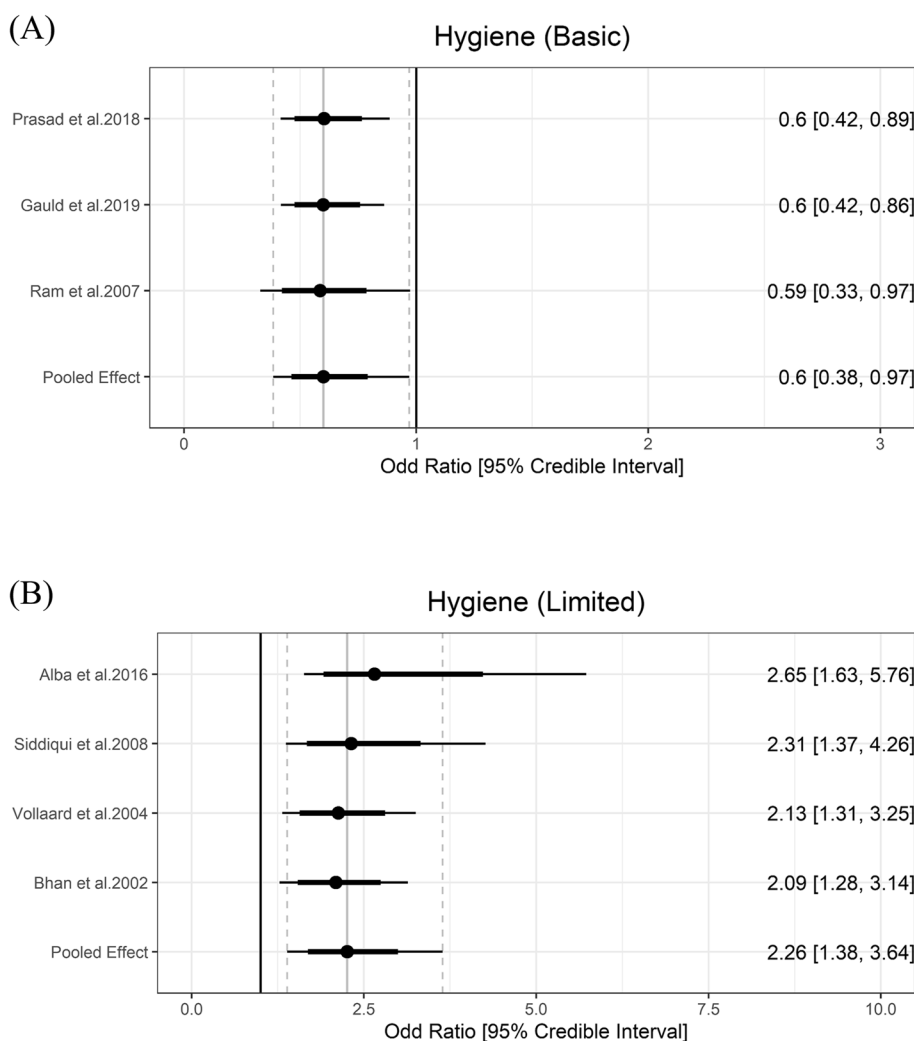 (A)
Hygiene (Basic)
Prasad et al.2018 0.6 [0.42, 0.89]
Gauld et al.2019 0.6 [0.42, 0.86]
Ram et al.2007 0.59 [0.33, 0.97]
Pooled Effect 0.6 [0.38, 0.97]
0 1 2 3
Odd Ratio [95% Credible Interval]
(B)
Hygiene (Limited)
Alba et al.2016 2.65 [1.63, 5.76]
Siddiqui et al.2008 2.31 [1.37, 4.26]
Vollaard et al.2004 2.13 [1.31, 3.25]
Bhan et al.2002 2.09 [1.28, 3.14]
Pooled Effect 2.26 [1.38, 3.64]
0.0 2.5 5.0 7.5 10.0
Odd Ratio [95% Credible Interval]